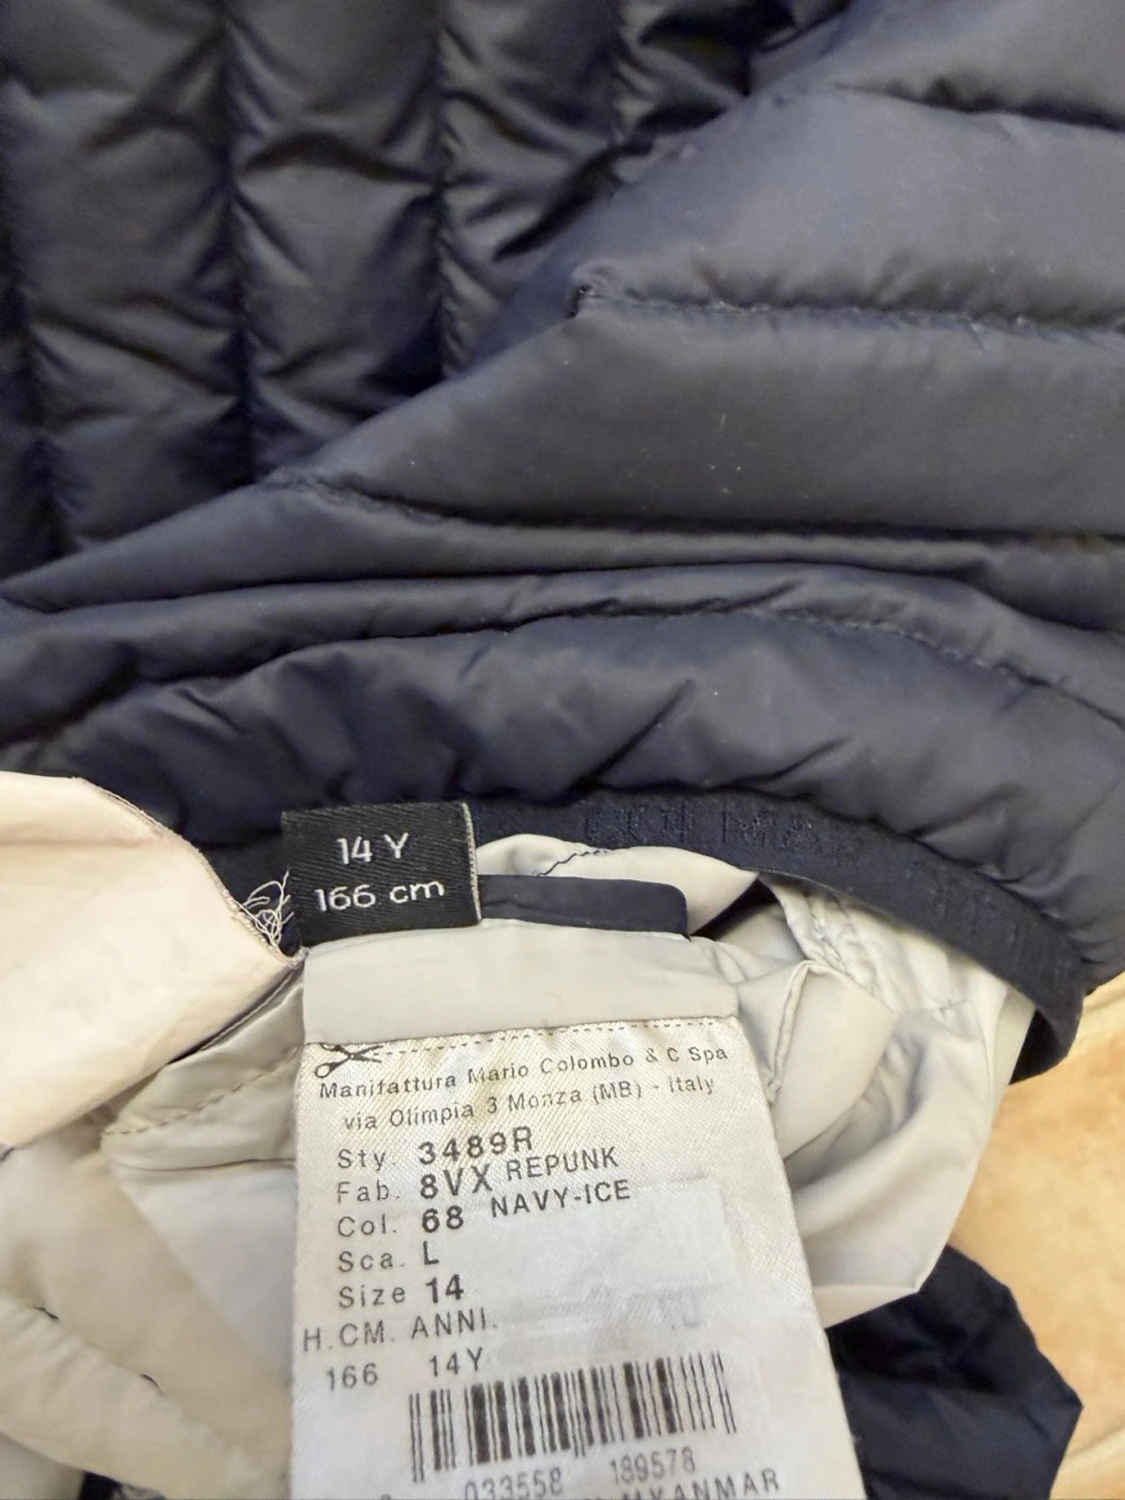 14 Y
166 cm
Manifattura Mario Colombo & C Spa
via Olimpia 3 Monza (MB) - Italy
Sty. 3489R
Fab. 8VX REPUNK
Col. 68 NAVY-ICE
Sca. L
Size 14
H.CM. ANNI.
166 14Y
033558 189578
MYANMAR